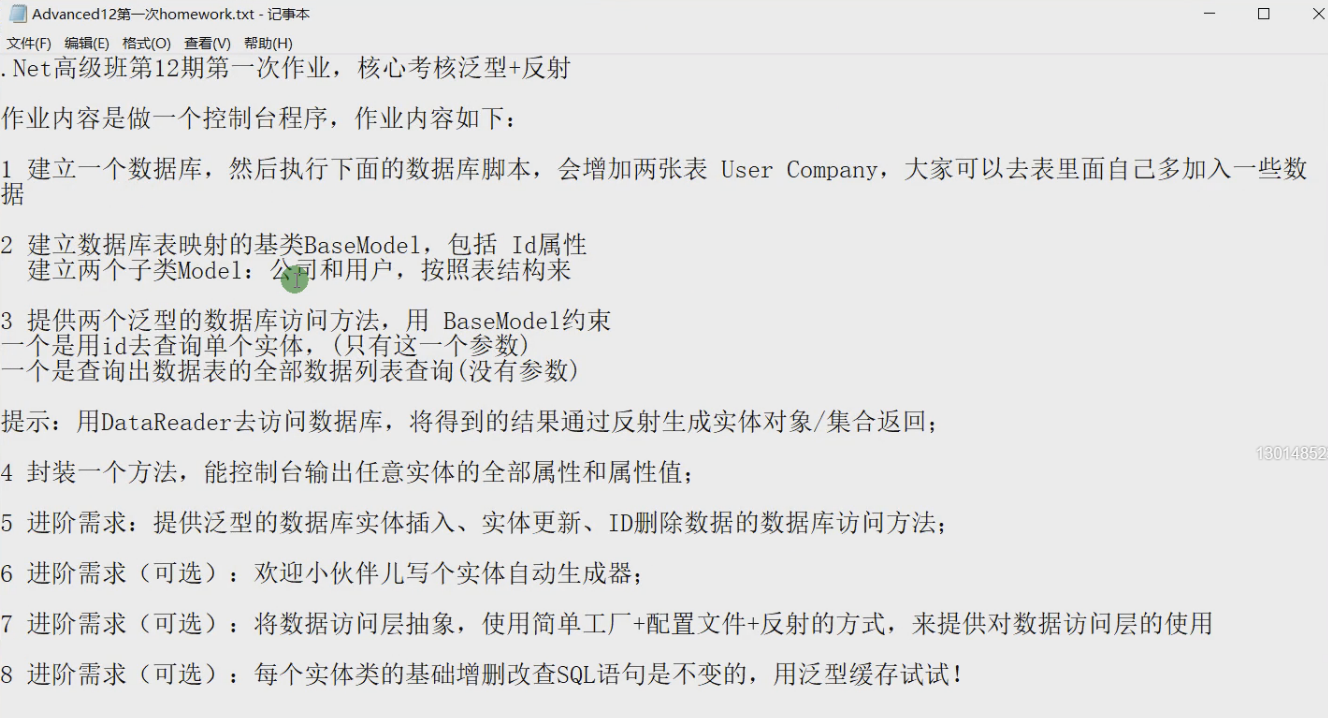 Advanced12第一次homework.txt - 记事本
文件(F) 编辑(E) 格式(O) 查看(V) 帮助(H)
.Net高级班第12期第一次作业，核心考核泛型+反射
作业内容是做一个控制台程序，作业内容如下：
1 建立一个数据库，然后执行下面的数据库脚本，会增加两张表 User Company，大家可以去表里面自己多加入一些数
据
2 建立数据库表映射的基类BaseModel，包括 Id属性
建立两个子类Model：公司和用户，按照表结构来
3 提供两个泛型的数据库访问方法，用 BaseModel约束
一个是用id去查询单个实体，(只有这一个参数)
一个是查询出数据表的全部数据列表查询(没有参数)
提示：用DataReader去访问数据库，将得到的结果通过反射生成实体对象/集合返回；
13014852
4 封装一个方法，能控制台输出任意实体的全部属性和属性值；
5 进阶需求：提供泛型的数据库实体插入、实体更新、ID删除数据的数据库访问方法；
6 进阶需求（可选）：欢迎小伙伴儿写个实体自动生成器；
7 进阶需求（可选）：将数据访问层抽象，使用简单工厂+配置文件+反射的方式，来提供对数据访问层的使用
8 进阶需求（可选）：每个实体类的基础增删改查SQL语句是不变的，用泛型缓存试试！